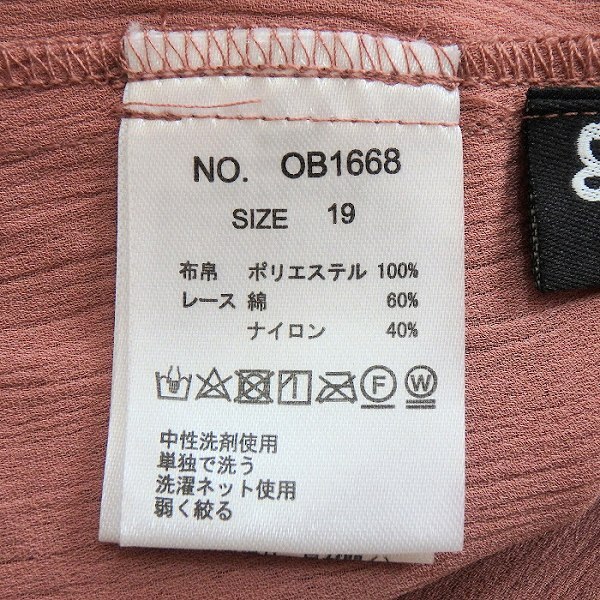 NO. OB1668
SIZE 19
布帛 ポリエステル 100%
レース 綿 60%
ナイロン 40%
F W
中性洗剤使用
単独で洗う
洗濯ネット使用
弱く絞る